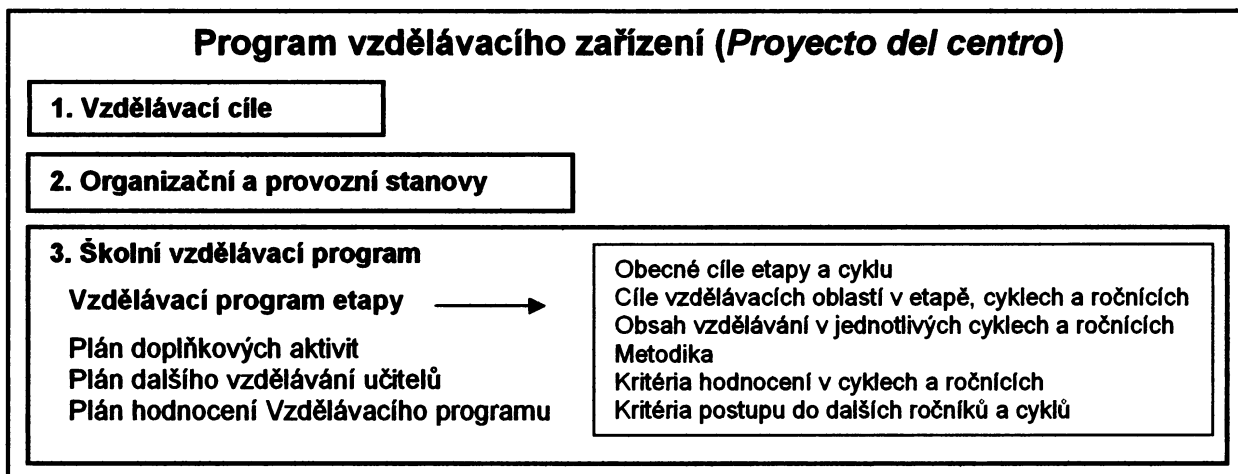 Program vzdělávacího zařízení (Proyecto del centro)
1. Vzdělávací cíle
2. Organizační a provozní stanovy
3. Školní vzdělávací program
Vzdělávací program etapy
Plán doplňkových aktivit
Plán dalšího vzdělávání učitelů
Plán hodnocení Vzdělávacího programu
Obecné cíle etapy a cyklu
Cíle vzdělávacích oblastí v etapě, cyklech a ročnících
Obsah vzdělávání v jednotlivých cyklech a ročnících
Metodika
Kritéria hodnocení v cyklech a ročnících
Kritéria postupu do dalších ročníků a cyklů